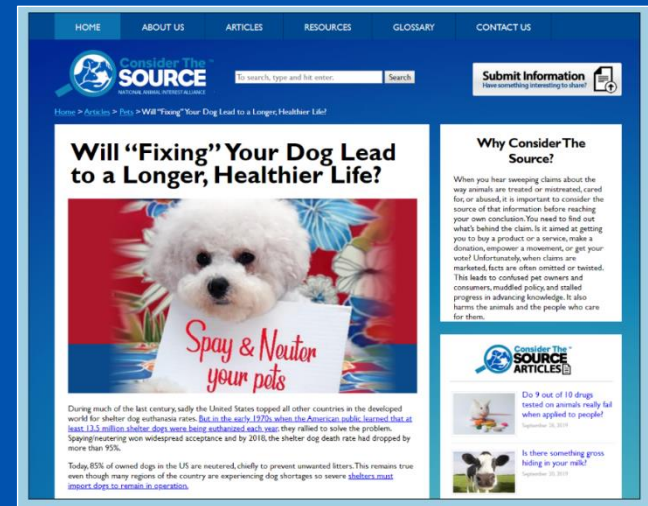 HOME ABOUT US ARTICLES RESOURCES GLOSSARY CONTACT US
Consider The™
SOURCE
NATIONAL ANIMAL INTEREST ALLIANCE
To search, type and hit enter. Search
Submit Information
Have something interesting to share?
Home > Articles > Pets > Will "Fixing" Your Dog Lead to a Longer, Healthier Life?
Will “Fixing” Your Dog Lead
to a Longer, Healthier Life?
Spay & Neuter
your pets
During much of the last century, sadly the United States topped all other countries in the developed
world for shelter dog euthanasia rates. But in the early 1970s when the American public learned that at
least 13.5 million shelter dogs were being euthanized each year, they rallied to solve the problem.
Spaying/neutering won widespread acceptance and by 2018, the shelter dog death rate had dropped by
more than 95%.
Today, 85% of owned dogs in the US are neutered, chiefly to prevent unwanted litters. This remains true
even though many regions of the country are experiencing dog shortages so severe shelters must
import dogs to remain in operation.
Why Consider The
Source?
When you hear sweeping claims about the
way animals are treated or mistreated, cared
for, or abused, it is important to consider the
source of that information before reaching
your own conclusion. You need to find out
what's behind the claim. Is it aimed at getting
you to buy a product or a service, make a
donation, empower a movement, or get your
vote? Unfortunately, when claims are
marketed, facts are often omitted or twisted.
This leads to confused pet owners and
consumers, muddled policy, and stalled
progress in advancing knowledge. It also
harms the animals and the people who care
for them.
Consider The™
SOURCE
ARTICLES
Do 9 out of 10 drugs
tested on animals really fail
when applied to people?
September 28, 2019
Is there something gross
hiding in your milk?
September 20, 2019